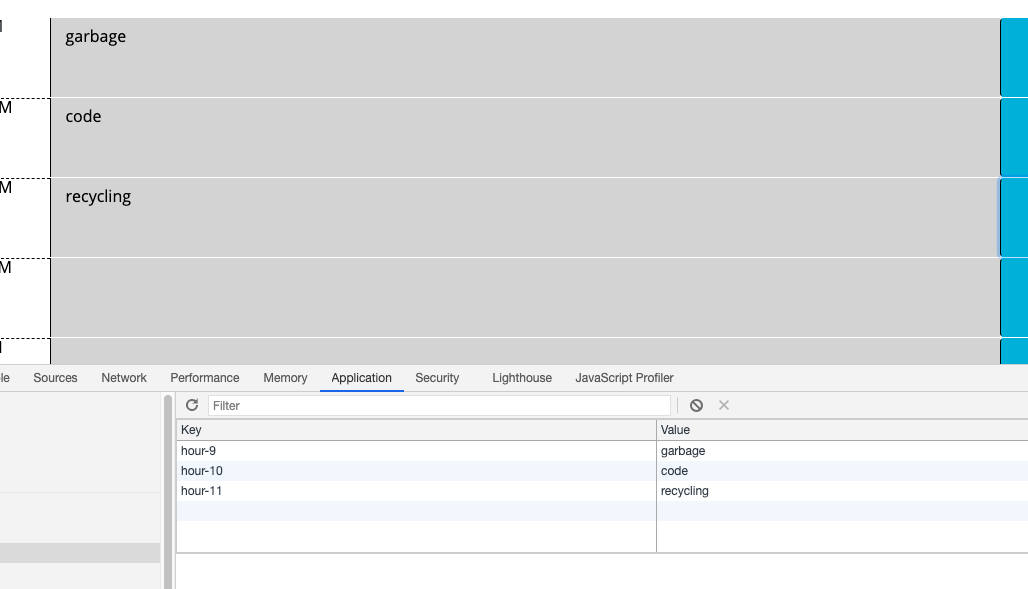 garbage
M
code
M
recycling
M
le Sources Network Performance Memory Application Security Lighthouse JavaScript Profiler
Filter
Key Value
hour-9 garbage
hour-10 code
hour-11 recycling